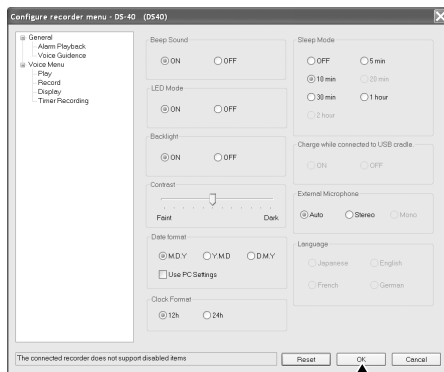 Configure recorder menu - DS-40 (DS40)
General
Alarm Playback
Voice Guidance
Voice Menu
Play
Record
Display
Timer Recording
Beep Sound
ON OFF
LED Mode
ON OFF
Backlight
ON OFF
Contrast
Faint Dark
Date format
M.D.Y Y.M.D D.M.Y
Use PC Settings
Clock Format
12h 24h
Sleep Mode
OFF 5 min
10 min 20 min
30 min 1 hour
2 hour
Charge while connected to USB cradle
ON OFF
External Microphone
Auto Stereo Mono
Language
Japanese English
French German
The connected recorder does not support disabled items
Reset OK Cancel